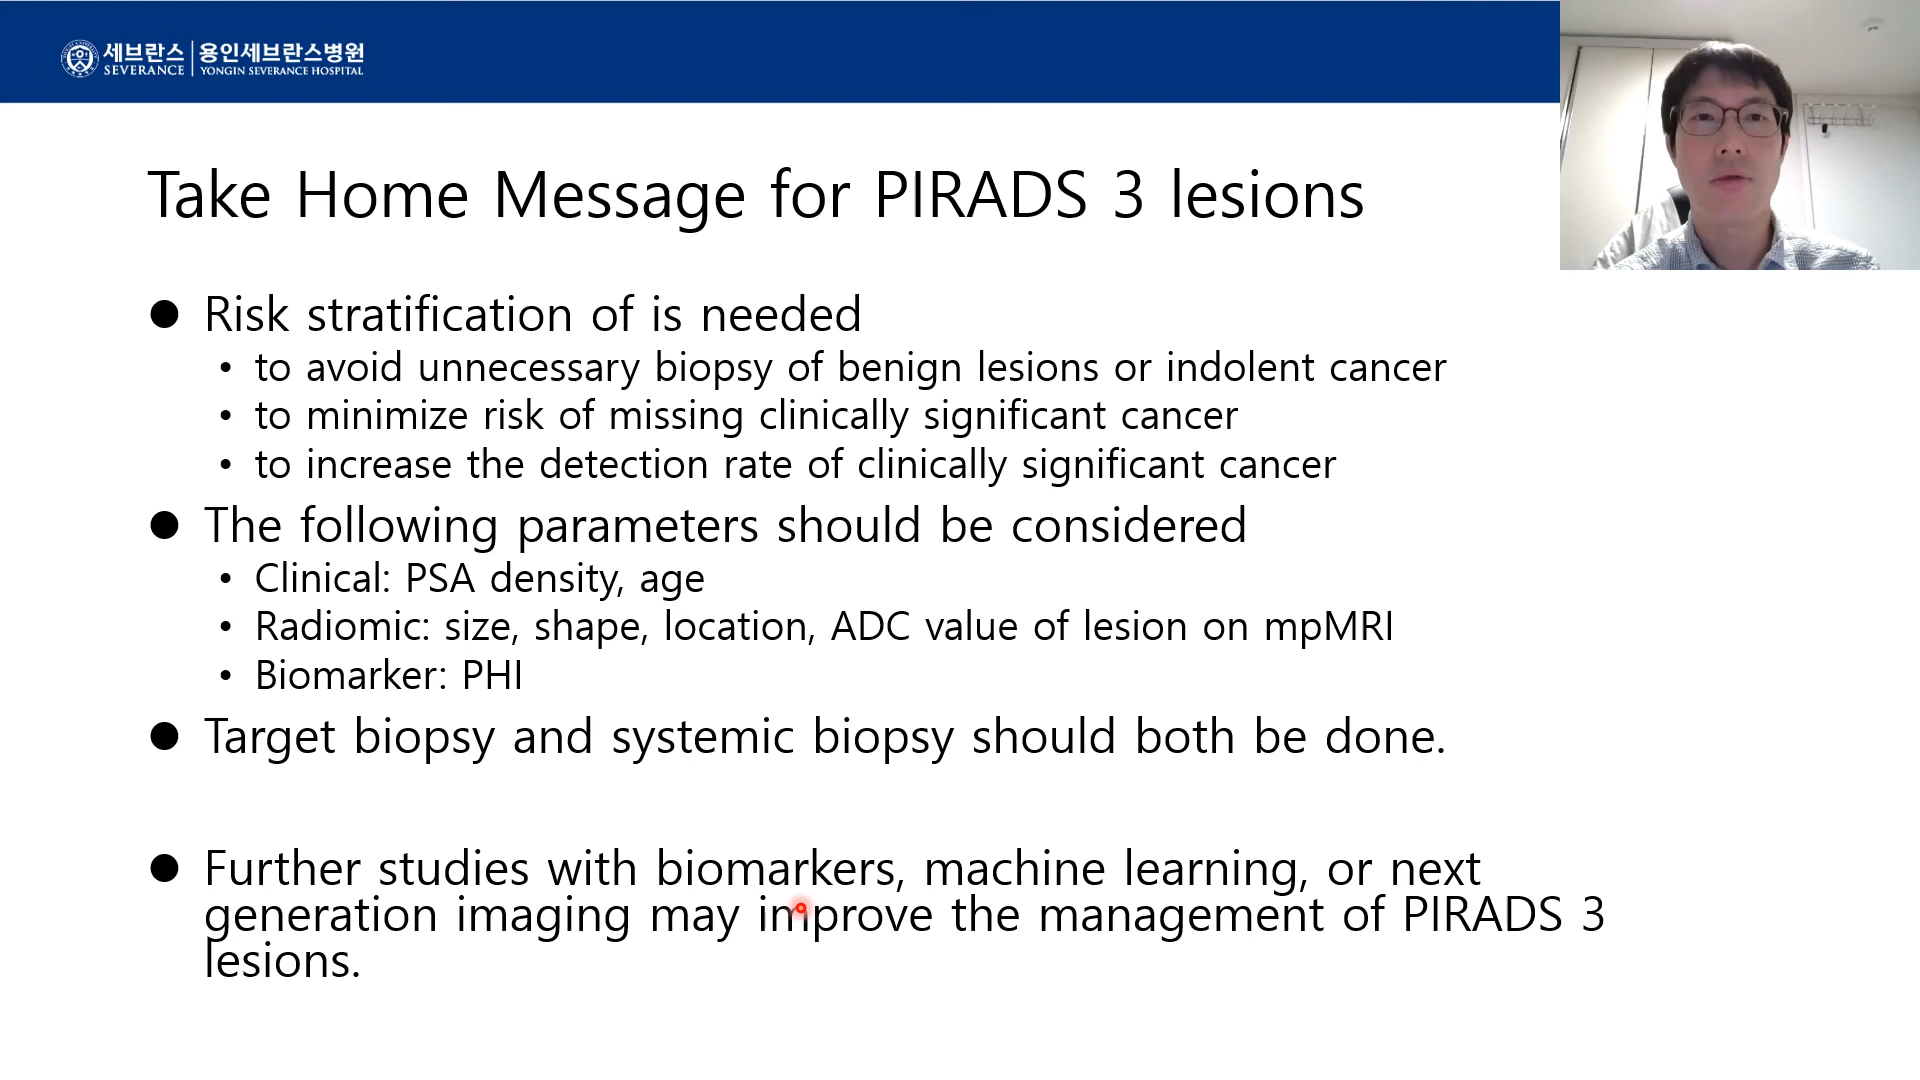 세브란스 | 용인세브란스병원
SEVERANCE | YONGIN SEVERANCE HOSPITAL
Take Home Message for PIRADS 3 lesions
● Risk stratification of is needed
• to avoid unnecessary biopsy of benign lesions or indolent cancer
• to minimize risk of missing clinically significant cancer
• to increase the detection rate of clinically significant cancer
● The following parameters should be considered
• Clinical: PSA density, age
• Radiomic: size, shape, location, ADC value of lesion on mpMRI
• Biomarker: PHI
● Target biopsy and systemic biopsy should both be done.
● Further studies with biomarkers, machine learning, or next
generation imaging may improve the management of PIRADS 3
lesions.